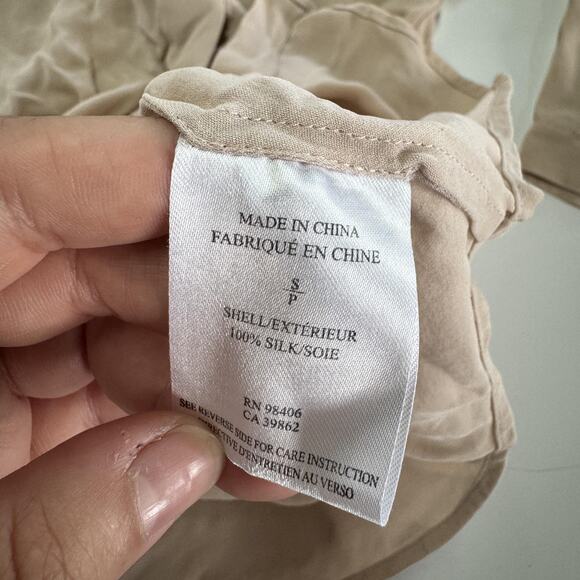 MADE IN CHINA
FABRIQUÉ EN CHINE
S
P
SHELL/EXTÉRIEUR
100% SILK/SOIE
RN 98406
CA 39862
SEE REVERSE SIDE FOR CARE INSTRUCTION
DIRECTIVE D'ENTRETIEN AU VERSO